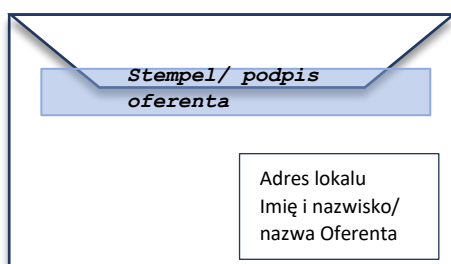 Stempel/ podpis
oferenta
Adres lokalu
Imię i nazwisko/
nazwa Oferenta